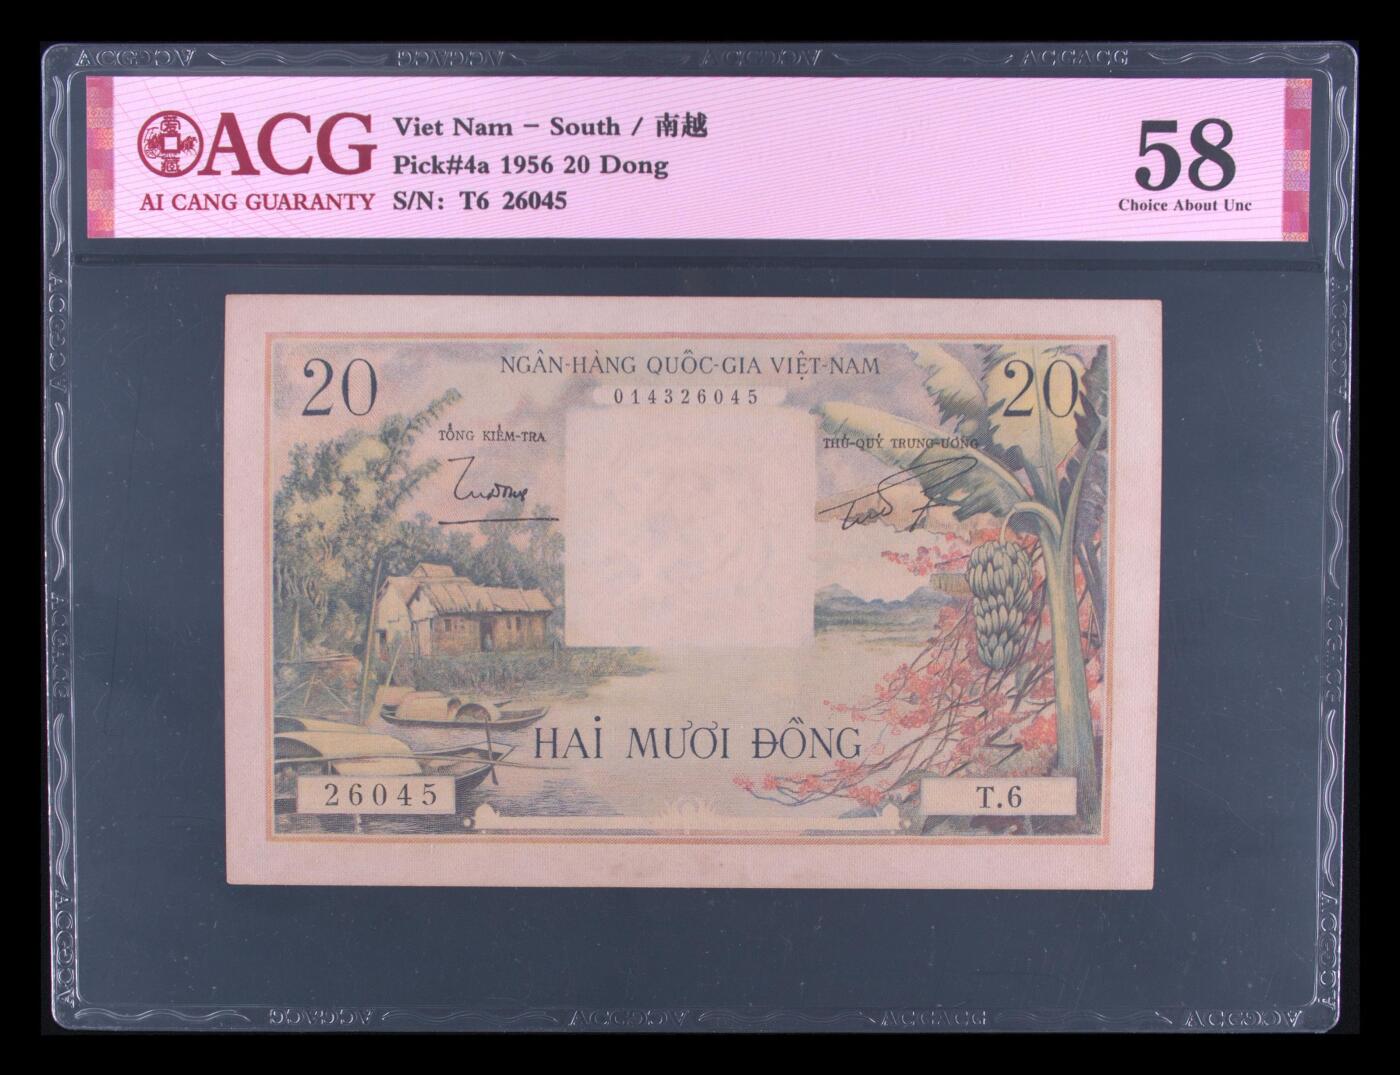 ACG
AI CANG GUARANTY
Viet Nam – South / 南越
Pick#4a 1956 20 Dong
S/N: T6 26045
58
Choice About Unc
20
NGÂN-HÀNG QUỐC-GIA VIỆT-NAM
20
014326045
TỔNG KIỂM-TRA
THỦ-QUỸ TRUNG-ƯƠNG
HAI MƯƠI ĐỒNG
26045
T.6